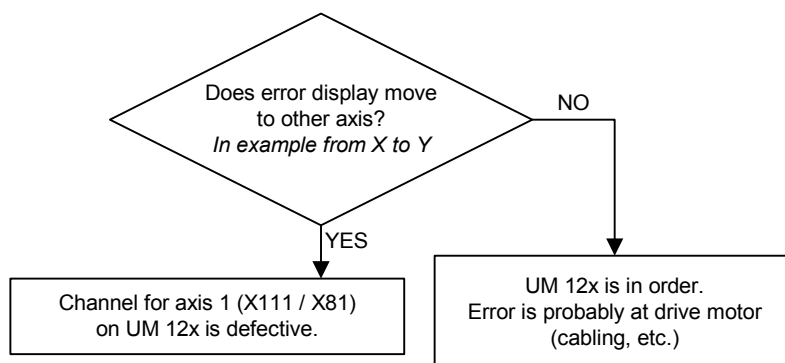 Does error display move
to other axis?
In example from X to Y
NO
YES
Channel for axis 1 (X111 / X81)
on UM 12x is defective.
UM 12x is in order.
Error is probably at drive motor
(cabling, etc.)